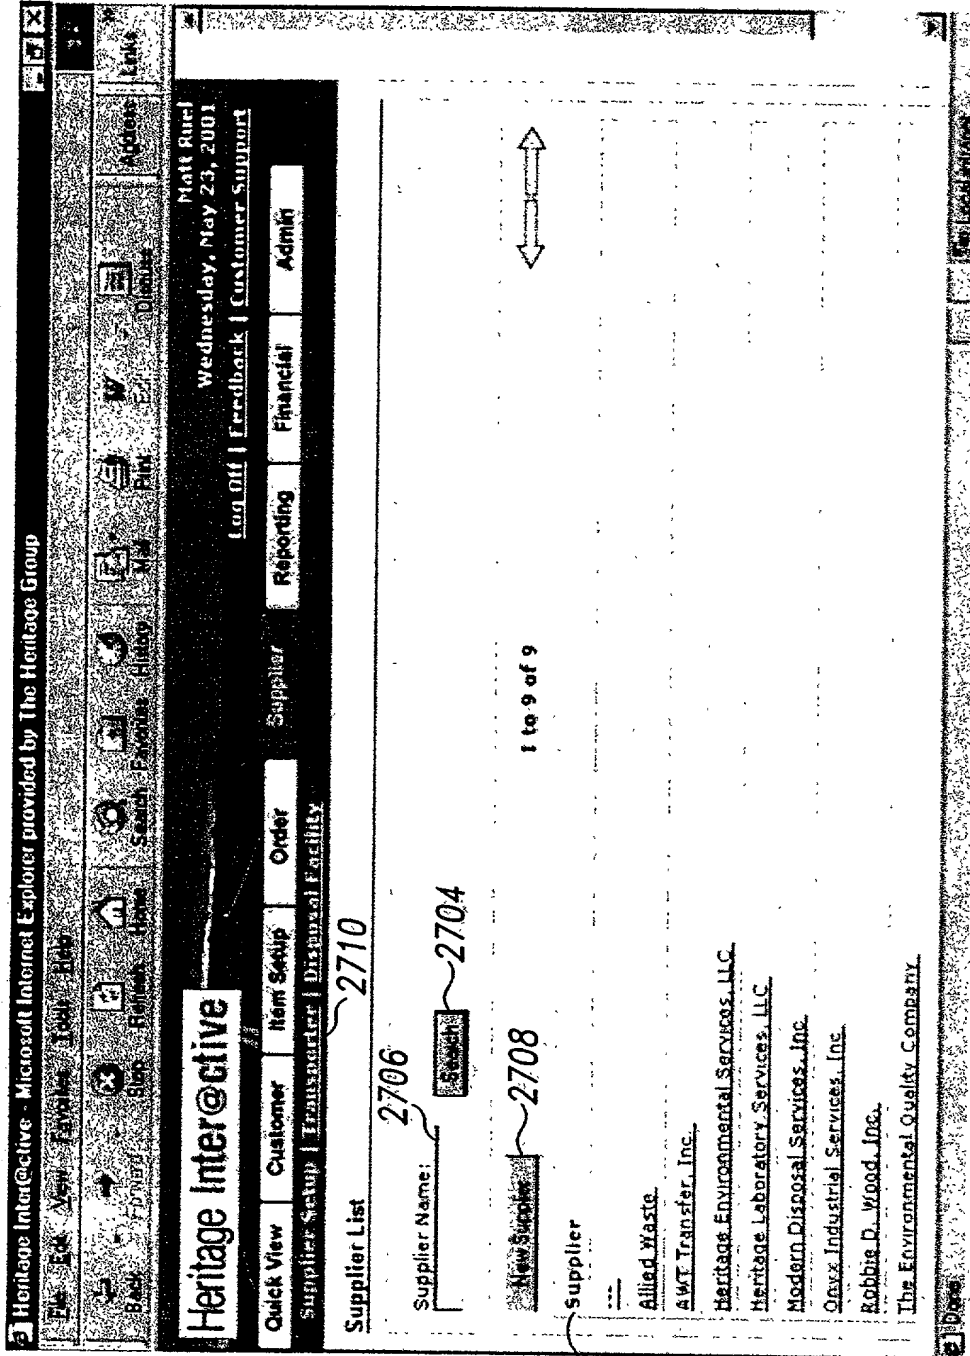 Heritage Inter@ctive - Microsoft Internet Explorer provided by The Heritage Group
File Edit View Favorites Tools Help
Back Forward Stop Refresh Home Search Favorites History Mail Print Edit Discuss Address Links
Heritage Inter@ctive
Matt Ruel
Wednesday, May 23, 2001
Log Off | Feedback | Customer Support
Quick View Customer Item Setup Order Supplier Reporting Financial Admin
Supplier Setup | Transporter | Disposal Facility
2710
Supplier List
2706
Supplier Name:
Search
2704
New Supplier
2708
1 to 9 of 9
Supplier
---
Allied Waste
AWT Transfer, Inc.
Heritage Environmental Services, LLC
Heritage Laboratory Services, LLC
Modern Disposal Services, Inc
Onyx Industrial Services, Inc
Robbie D. Wood, Inc.
The Environmental Quality Company
Done